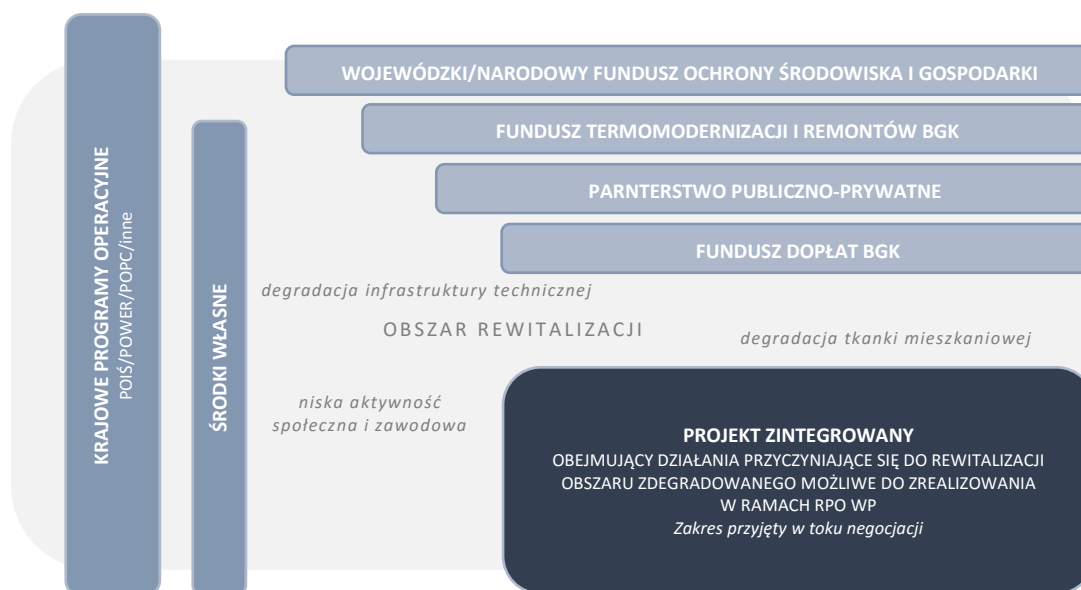 KRAJOWE PROGRAMY OPERACYJNE
POIŚ/POWER/POPC/inne
ŚRODKI WŁASNE
WOJEWÓDZKI/NARODOWY FUNDUSZ OCHRONY ŚRODOWISKA I GOSPODARKI
FUNDUSZ TERMOMODERNIZACJI I REMONTÓW BGK
PARNTERSTWO PUBLICZNO-PRYWATNE
FUNDUSZ DOPŁAT BGK
degradacja infrastruktury technicznej
OBSZAR REWITALIZACJI
degradacja tkanki mieszkaniowej
niska aktywność
społeczna i zawodowa
PROJEKT ZINTEGROWANY
OBEJMUJĄCY DZIAŁANIA PRZYCZYNIAJĄCE SIĘ DO REWITALIZACJI
OBSZARU ZDEGRADOWANEGO MOŻLIWE DO ZREALIZOWANIA
W RAMACH RPO WP
Zakres przyjęty w toku negocjacji